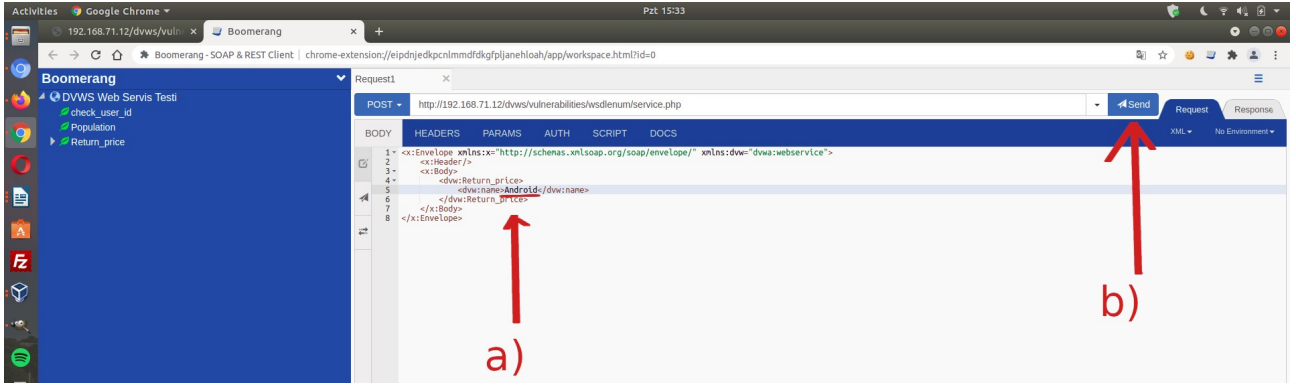 Activities Google Chrome Pzt 15:33
192.168.71.12/dvws/vuln × Boomerang × +
Boomerang - SOAP & REST Client | chrome-extension://eipdnjedkpcnlmmdfdkgfpljanehloah/app/workspace.html?id=0
Boomerang
Request1 ×
DVWS Web Servis Testi
check_user_id
Population
Return_price
POST http://192.168.71.12/dvws/vulnerabilities/wsdlenum/service.php Send Request Response
BODY HEADERS PARAMS AUTH SCRIPT DOCS XML No Environment
1 <x:Envelope xmlns:x="http://schemas.xmlsoap.org/soap/envelope/" xmlns:dvw="dvwa:webservice">
2 <x:Header/>
3 <x:Body>
4 <dvw:Return_price>
5 <dvw:name>Android</dvw:name>
6 </dvw:Return_price>
7 </x:Body>
8 </x:Envelope>
a)
b)